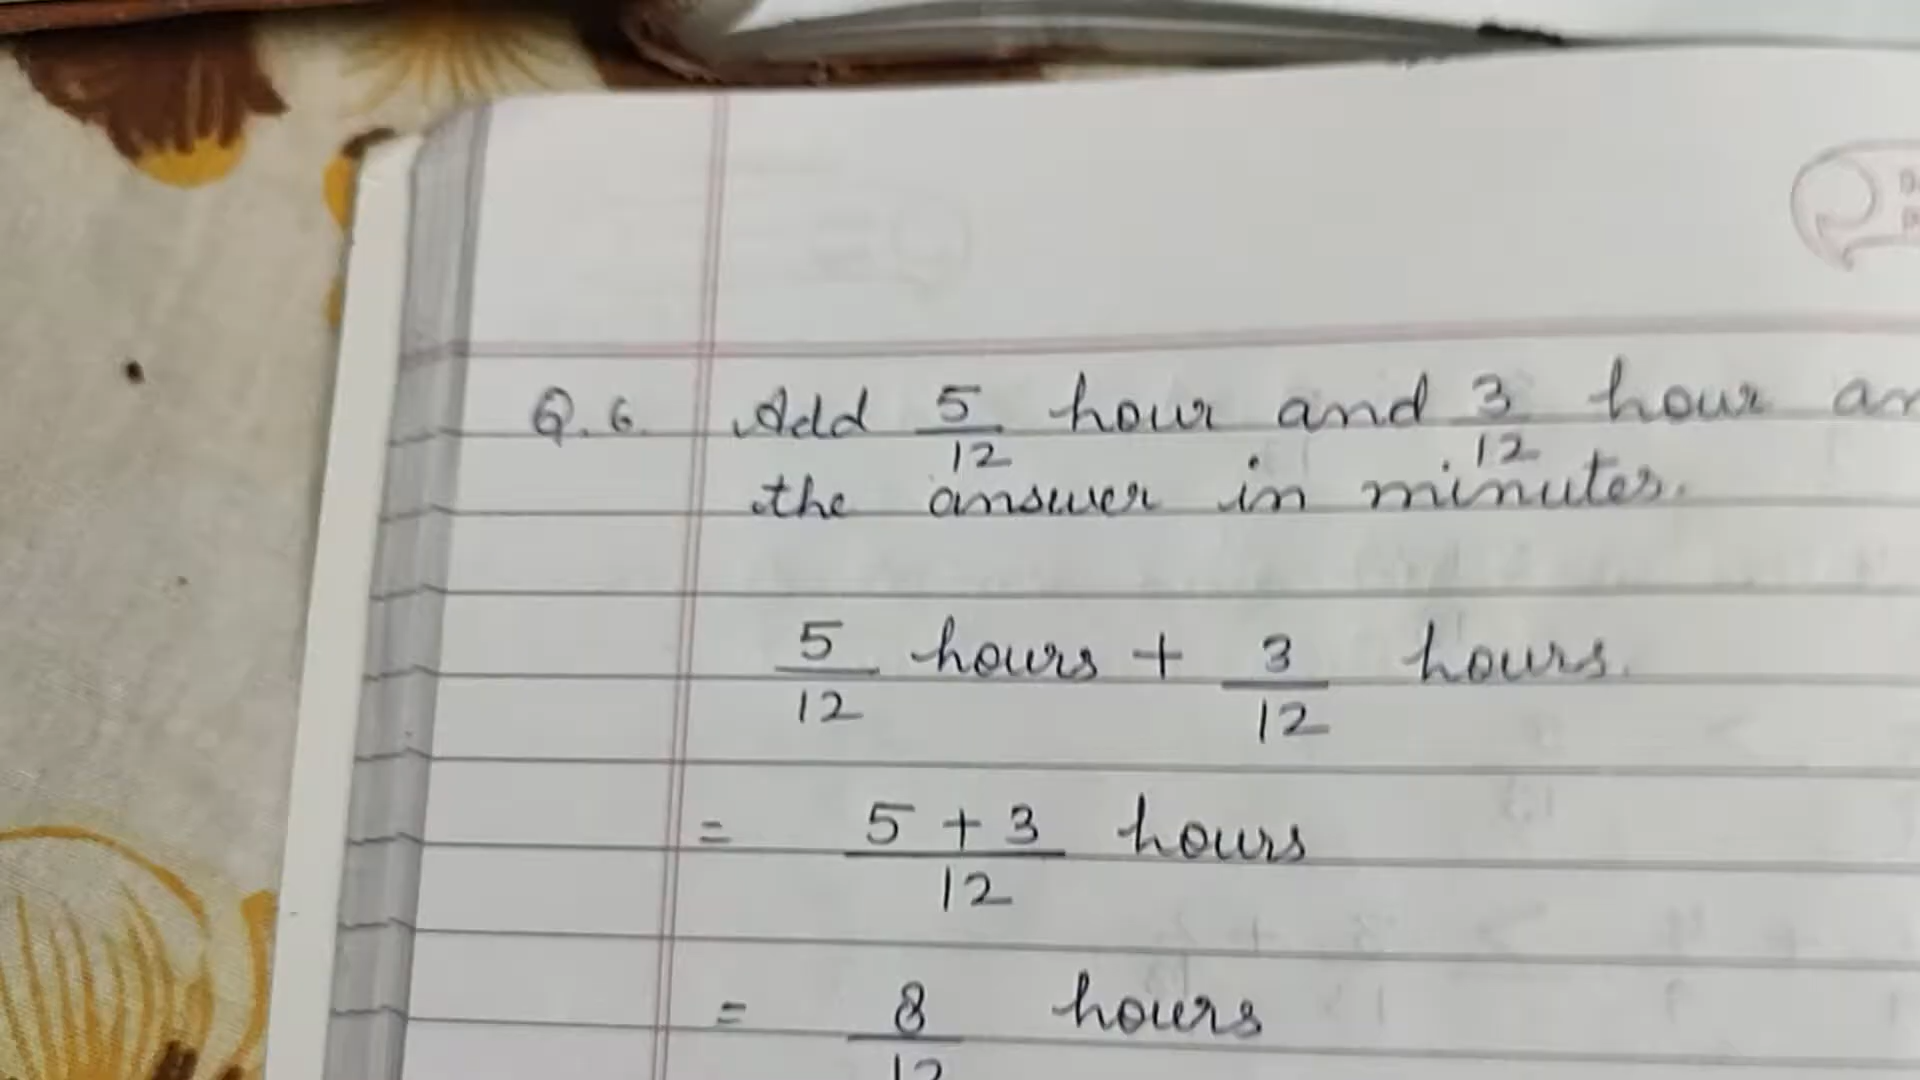 Q.6. Add 5/12 hour and 3/12 hour
the answer in minutes.
5/12 hours + 3/12 hours.
= 5 + 3/12 hours
= 8/12 hours